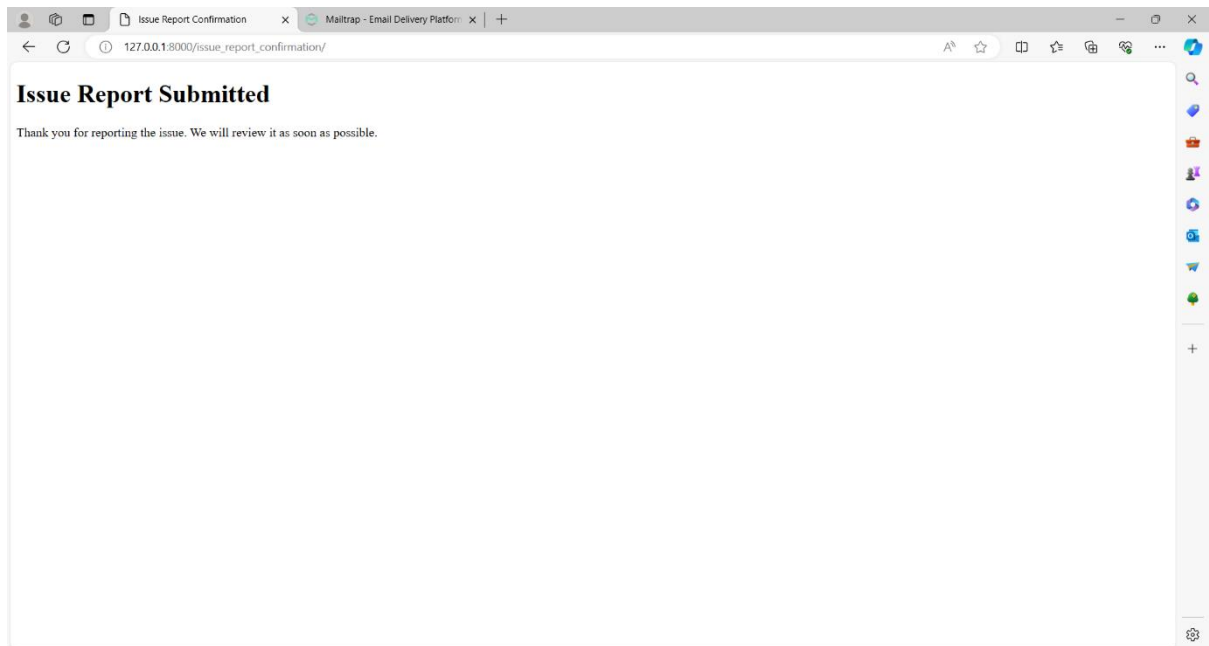 Issue Report Confirmation
Mailtrap - Email Delivery Platform
127.0.0.1:8000/issue_report_confirmation/
Issue Report Submitted
Thank you for reporting the issue. We will review it as soon as possible.